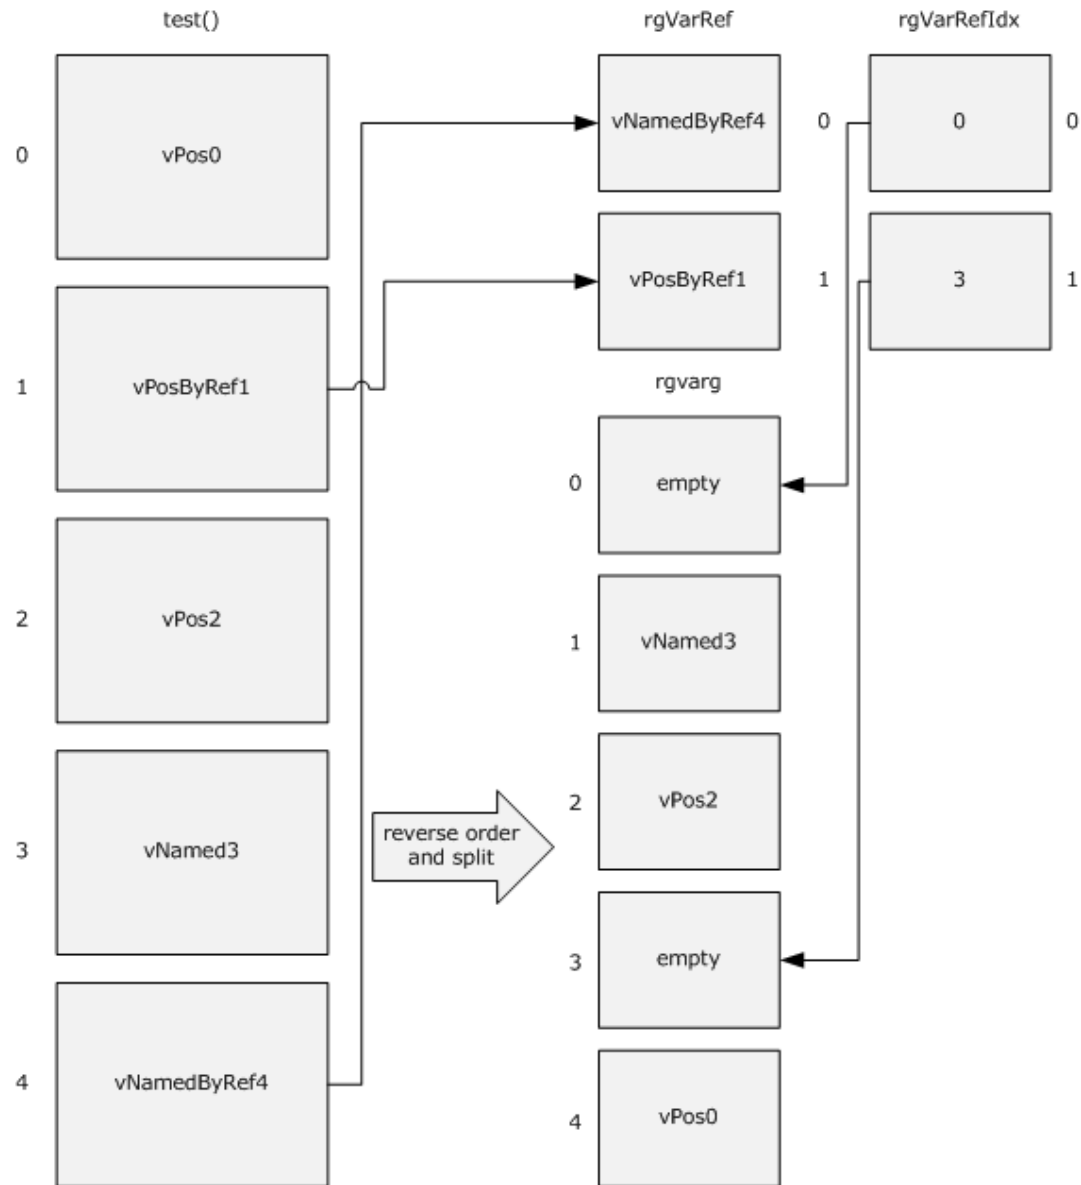 test()
rgVarRef
rgVarRefIdx
0
vPos0
vNamedByRef4
0
0
0
1
vPosByRef1
vPosByRef1
1
3
1
rgvarg
0
empty
2
vPos2
1
vNamed3
3
vNamed3
reverse order
and split
2
vPos2
3
empty
4
vNamedByRef4
4
vPos0